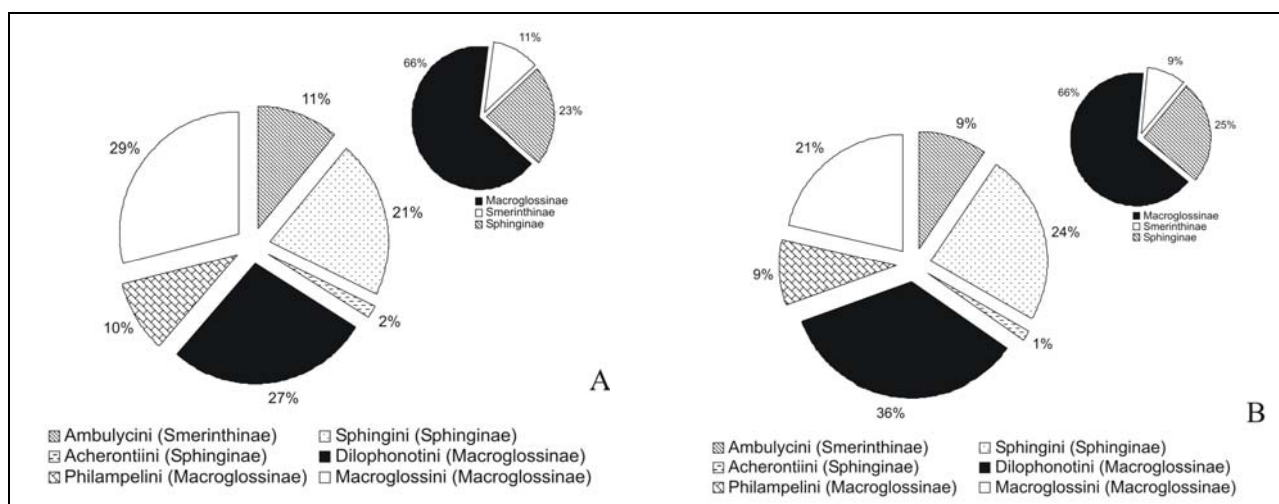 11%
66%
23%
Macroglossinae
Smerinthinae
Sphinginae
11%
29%
21%
2%
10%
27%
A
Ambulycini (Smerinthinae) Sphingini (Sphinginae)
Acherontiini (Sphinginae) Dilophonotini (Macroglossinae)
Philampelini (Macroglossinae) Macroglossini (Macroglossinae)
9%
66%
25%
Macroglossinae
Smerinthinae
Sphinginae
9%
21%
24%
9%
1%
36%
B
Ambulycini (Smerinthinae) Sphingini (Sphinginae)
Acherontiini (Sphinginae) Dilophonotini (Macroglossinae)
Philampelini (Macroglossinae) Macroglossini (Macroglossinae)